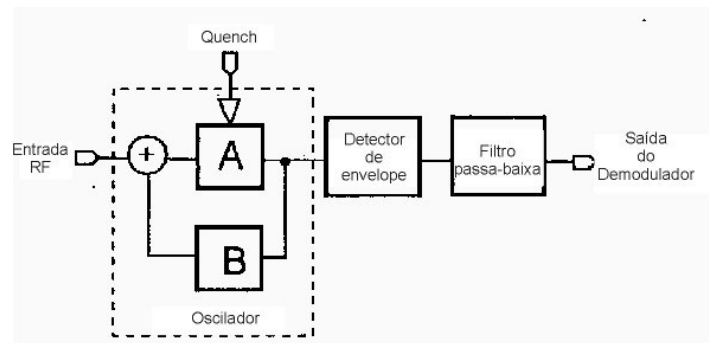 Quench
Entrada
RF
+
A
B
Oscilador
Detector
de
envelope
Filtro
passa-baixa
Saída
do
Demodulador